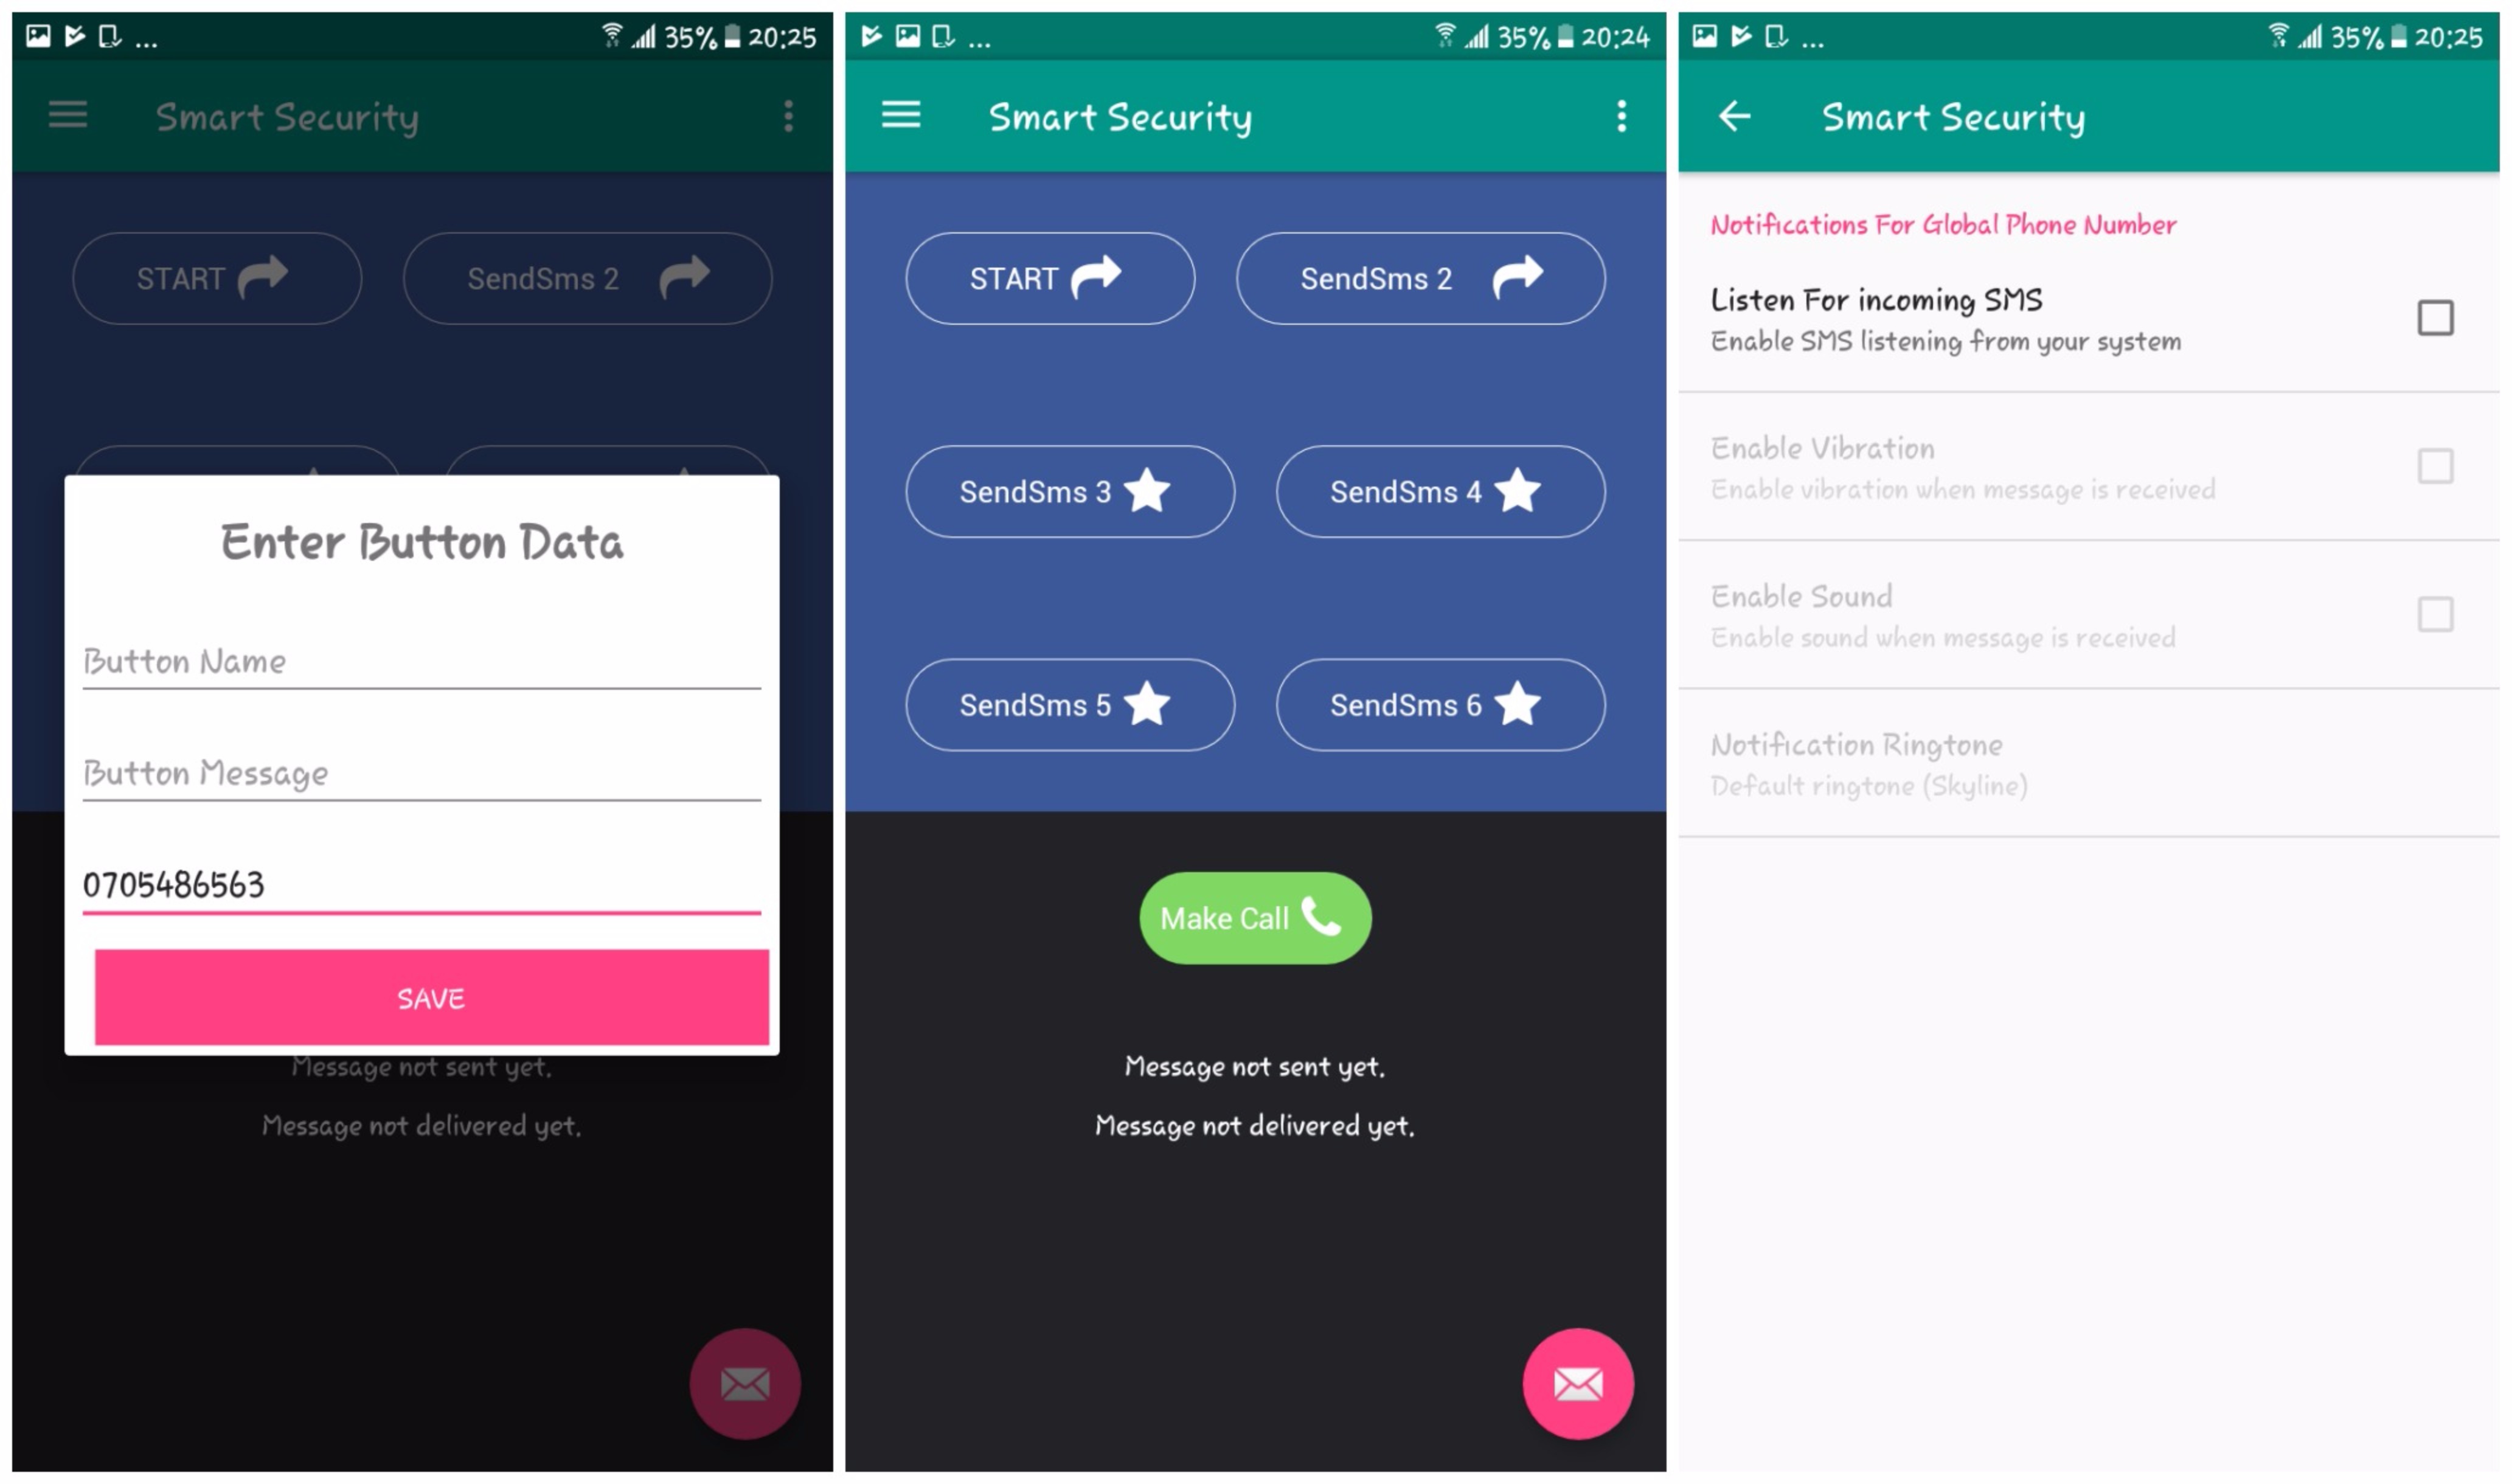 ... 35% 20:25
Smart Security
START SendSms 2
Enter Button Data
Button Name
Button Message
0705486563
SAVE
Message not sent yet.
Message not delivered yet.
... 35% 20:24
Smart Security
START SendSms 2
SendSms 3 SendSms 4
SendSms 5 SendSms 6
Make Call
Message not sent yet.
Message not delivered yet.
... 35% 20:25
Smart Security
Notifications For Global Phone Number
Listen For incoming SMS
Enable SMS listening from your system
Enable Vibration
Enable vibration when message is received
Enable Sound
Enable sound when message is received
Notification Ringtone
Default ringtone (Skyline)